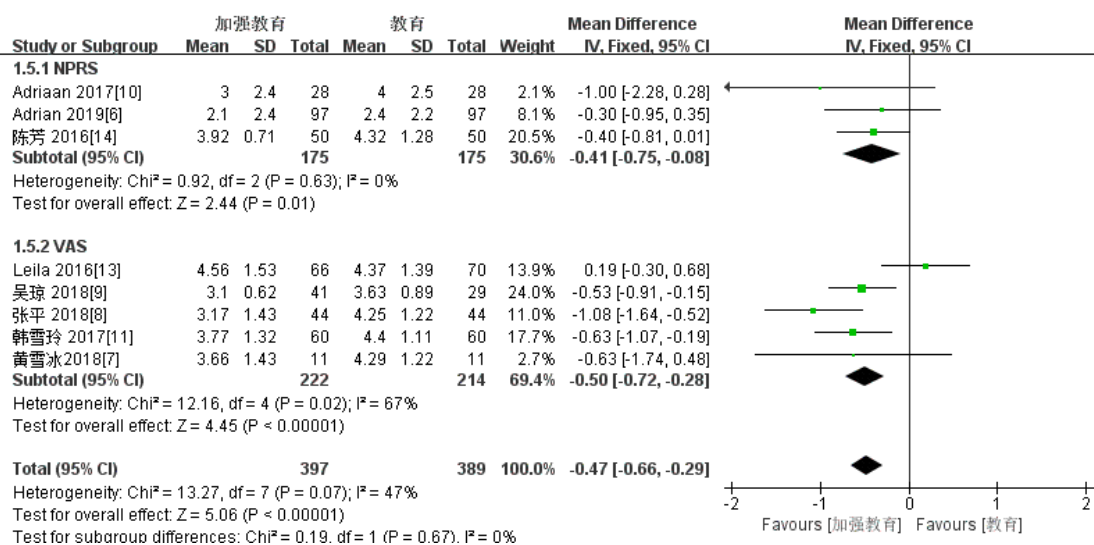 加强教育 教育 Mean Difference Mean Difference
Study or Subgroup Mean SD Total Mean SD Total Weight IV, Fixed, 95% CI IV, Fixed, 95% CI
1.5.1 NPRS
Adriaan 2017[10] 3 2.4 28 4 2.5 28 2.1% -1.00 [-2.28, 0.28]
Adrian 2019[6] 2.1 2.4 97 2.4 2.2 97 8.1% -0.30 [-0.95, 0.35]
陈芳 2016[14] 3.92 0.71 50 4.32 1.28 50 20.5% -0.40 [-0.81, 0.01]
Subtotal (95% CI) 175 175 30.6% -0.41 [-0.75, -0.08]
Heterogeneity: Chi² = 0.92, df = 2 (P = 0.63); I² = 0%
Test for overall effect: Z = 2.44 (P = 0.01)
1.5.2 VAS
Leila 2016[13] 4.56 1.53 66 4.37 1.39 70 13.9% 0.19 [-0.30, 0.68]
吴琼 2018[9] 3.1 0.62 41 3.63 0.89 29 24.0% -0.53 [-0.91, -0.15]
张平 2018[8] 3.17 1.43 44 4.25 1.22 44 11.0% -1.08 [-1.64, -0.52]
韩雪玲 2017[11] 3.77 1.32 60 4.4 1.11 60 17.7% -0.63 [-1.07, -0.19]
黄雪冰2018[7] 3.66 1.43 11 4.29 1.22 11 2.7% -0.63 [-1.74, 0.48]
Subtotal (95% CI) 222 214 69.4% -0.50 [-0.72, -0.28]
Heterogeneity: Chi² = 12.16, df = 4 (P = 0.02); I² = 67%
Test for overall effect: Z = 4.45 (P < 0.00001)
Total (95% CI) 397 389 100.0% -0.47 [-0.66, -0.29]
Heterogeneity: Chi² = 13.27, df = 7 (P = 0.07); I² = 47%
Test for overall effect: Z = 5.06 (P < 0.00001)
Test for subgroup differences: Chi² = 0.19, df = 1 (P = 0.67), I² = 0%
-2 -1 0 1 2
Favours [加强教育] Favours [教育]